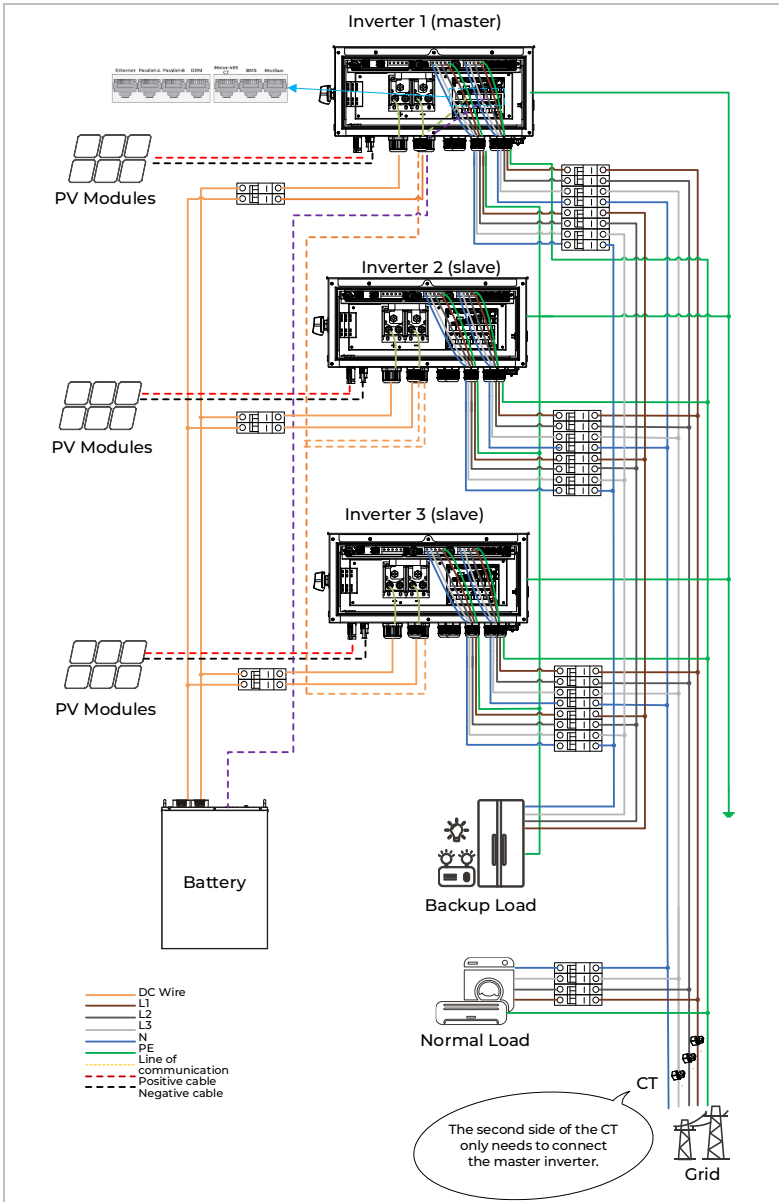 Inverter 1 (master)
Ethernet Parallel-A Parallel-B DRM Meter-485 CT BMS Modbus
PV Modules
Inverter 2 (slave)
PV Modules
Inverter 3 (slave)
PV Modules
Battery
Backup Load
DC Wire
L1
L2
L3
N
PE
Line of
communication
Positive cable
Negative cable
Normal Load
CT
The second side of the CT
only needs to connect
the master inverter.
Grid